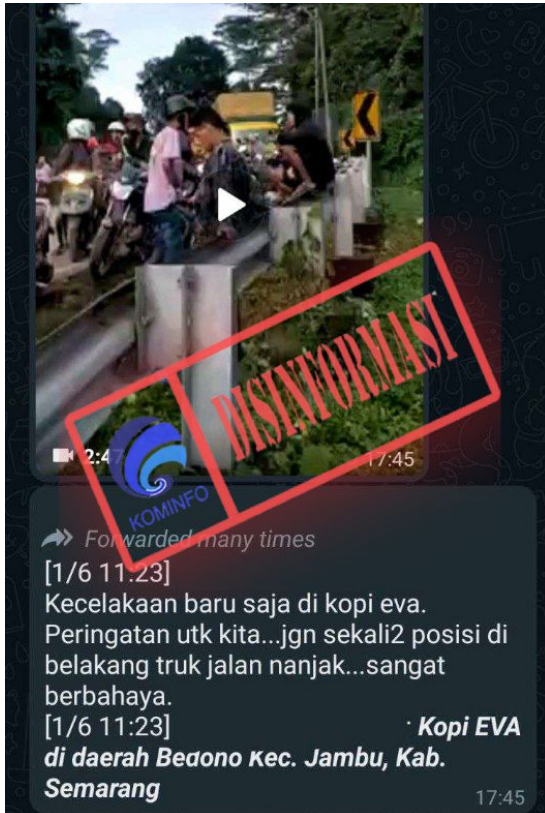 2:47
17:45
DISINFORMASI
KOMINFO
Forwarded many times
[1/6 11:23]
Kecelakaan baru saja di kopi eva.
Peringatan utk kita...jgn sekali2 posisi di
belakang truk jalan nanjak...sangat
berbahaya.
[1/6 11:23] Kopi EVA
di daerah Bedono Kec. Jambu, Kab.
Semarang
17:45